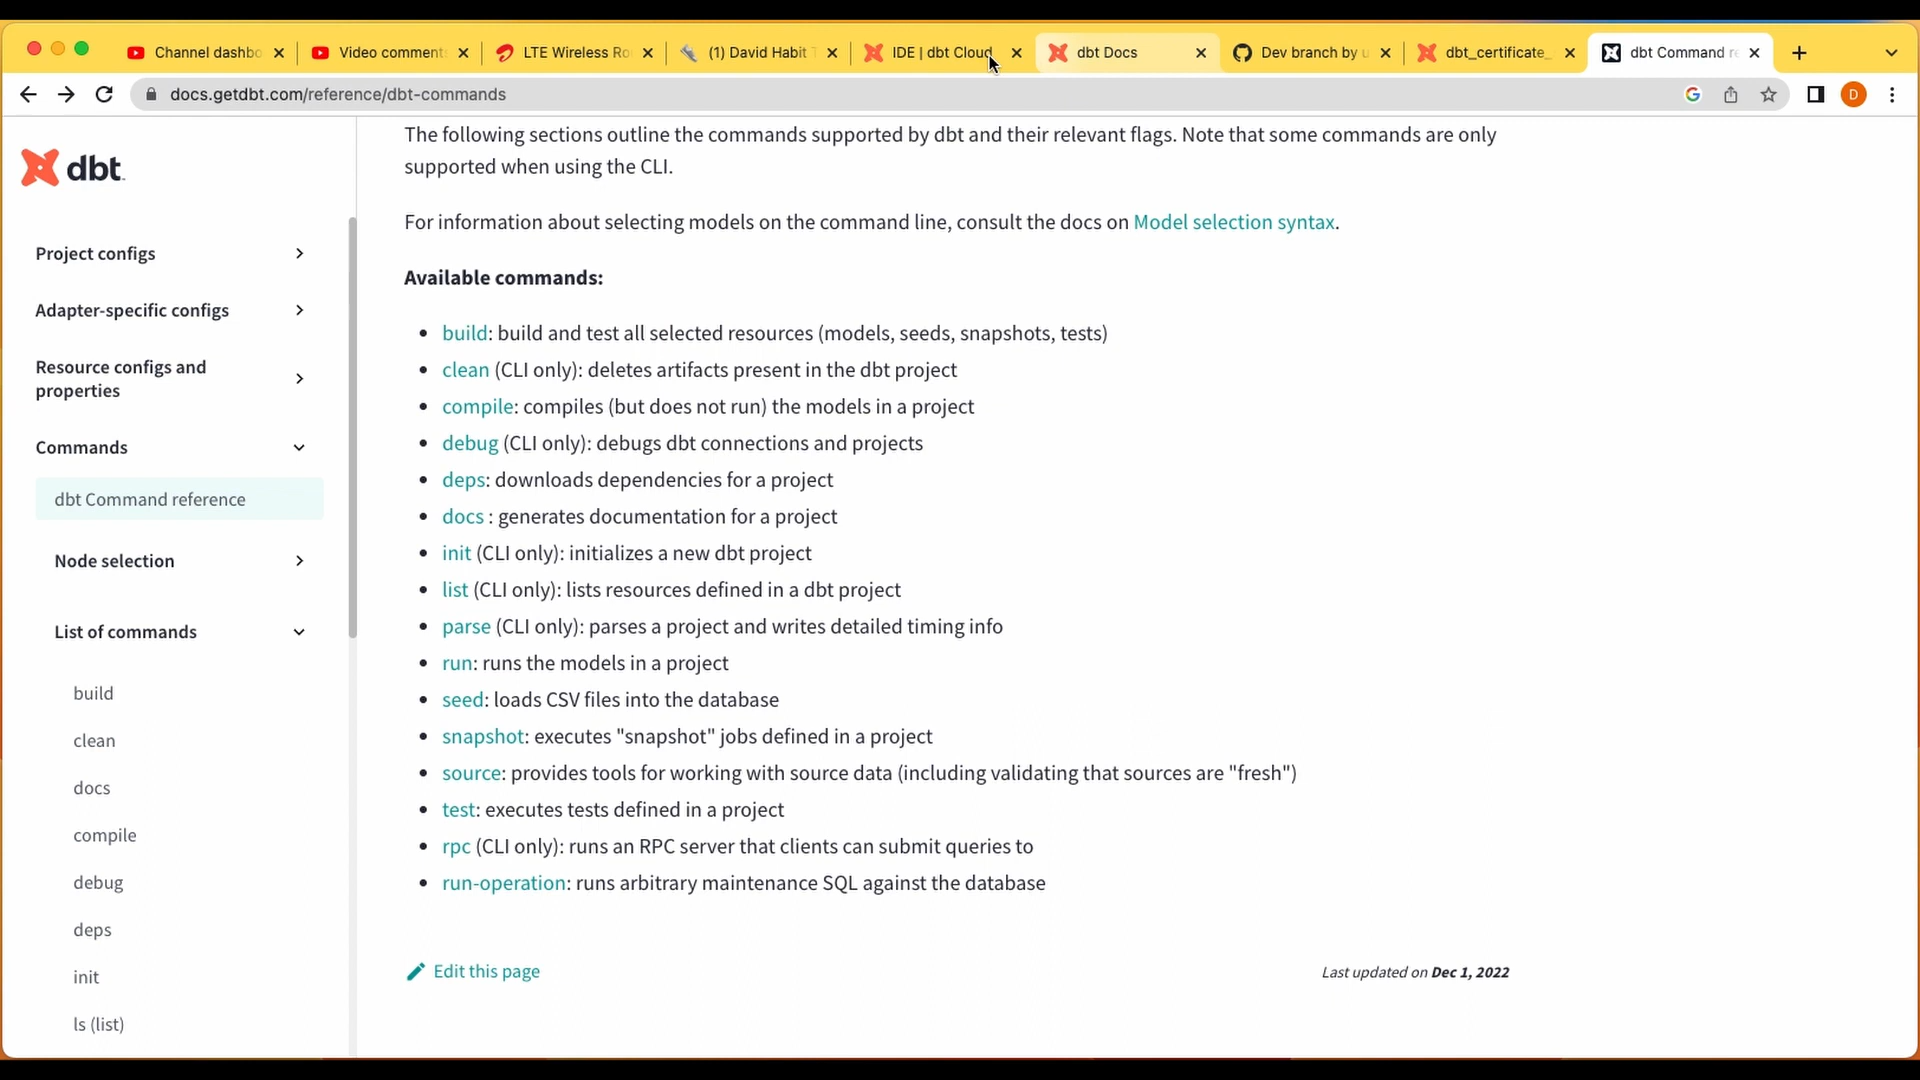 Channel dashbo
Video comment
LTE Wireless Ro
(1) David Habit T
IDE | dbt Cloud
dbt Docs
Dev branch by u
dbt_certificate_
dbt Command re
docs.getdbt.com/reference/dbt-commands
D
dbt
Project configs
Adapter-specific configs
Resource configs and
properties
Commands
dbt Command reference
Node selection
List of commands
build
clean
docs
compile
debug
deps
init
ls (list)
The following sections outline the commands supported by dbt and their relevant flags. Note that some commands are only
supported when using the CLI.
For information about selecting models on the command line, consult the docs on Model selection syntax.
Available commands:
build: build and test all selected resources (models, seeds, snapshots, tests)
clean (CLI only): deletes artifacts present in the dbt project
compile: compiles (but does not run) the models in a project
debug (CLI only): debugs dbt connections and projects
deps: downloads dependencies for a project
docs : generates documentation for a project
init (CLI only): initializes a new dbt project
list (CLI only): lists resources defined in a dbt project
parse (CLI only): parses a project and writes detailed timing info
run: runs the models in a project
seed: loads CSV files into the database
snapshot: executes "snapshot" jobs defined in a project
source: provides tools for working with source data (including validating that sources are "fresh")
test: executes tests defined in a project
rpc (CLI only): runs an RPC server that clients can submit queries to
run-operation: runs arbitrary maintenance SQL against the database
Edit this page
Last updated on Dec 1, 2022